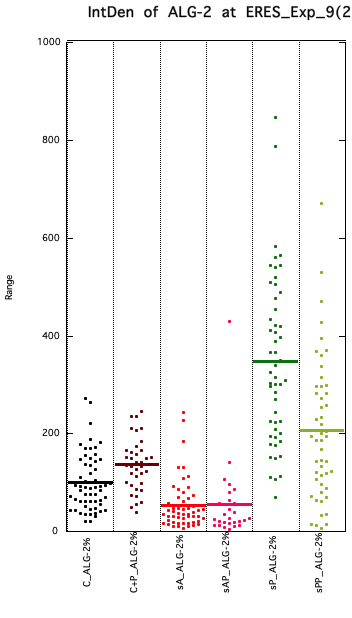 IntDen of ALG-2 at ERES_Exp_9(2
1000
800
600
400
200
0
Range
C_ALG-2%
C+P_ALG-2%
sA_ALG-2%
sAP_ALG-2%
sP_ALG-2%
sPP_ALG-2%